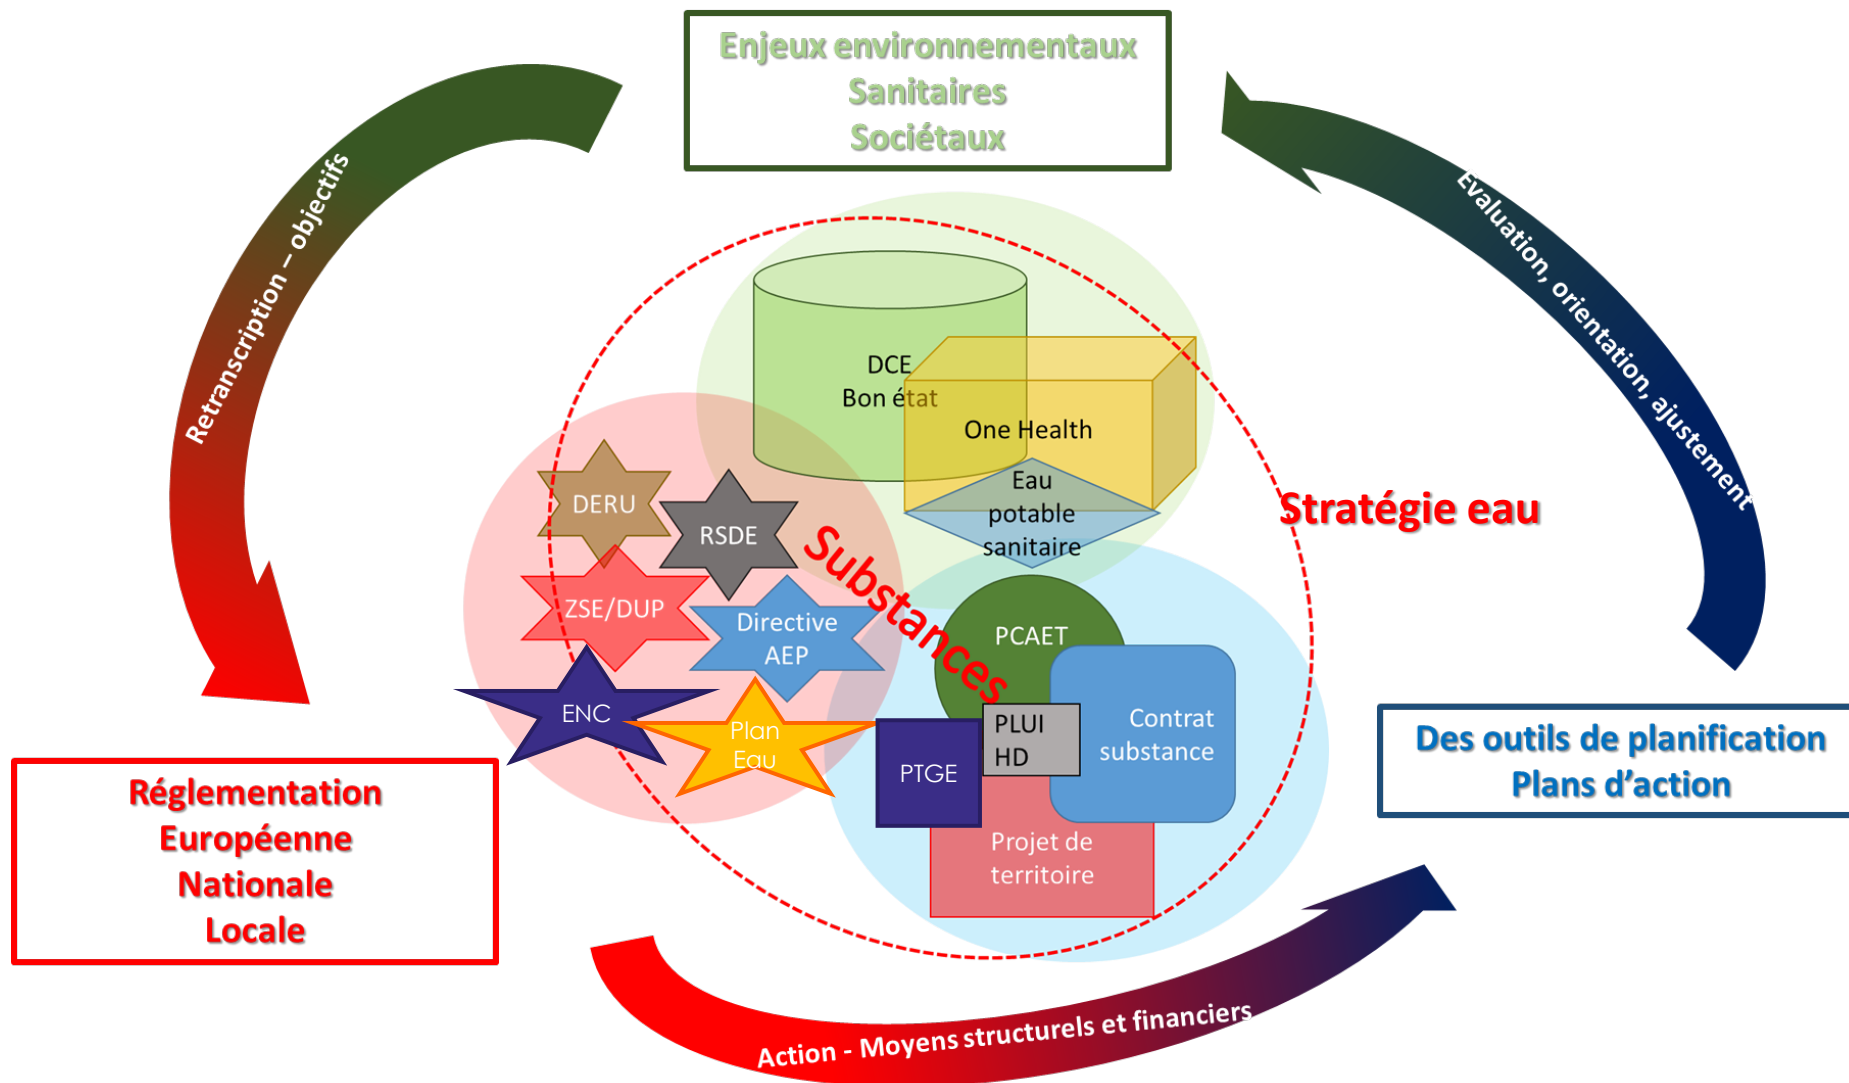 Enjeux environnementaux
Sanitaires
Sociétaux
Retranscription – objectifs
Evaluation, orientation, ajustement
DCE
Bon état
One Health
Eau
potable
sanitaire
Stratégie eau
DERU
RSDE
Substances
ZSE/DUP
Directive
AEP
PCAET
ENC
Plan
Eau
PTGE
PLUI
HD
Contrat
substance
Projet de
territoire
Réglementation
Européenne
Nationale
Locale
Des outils de planification
Plans d’action
Action - Moyens structurels et financiers